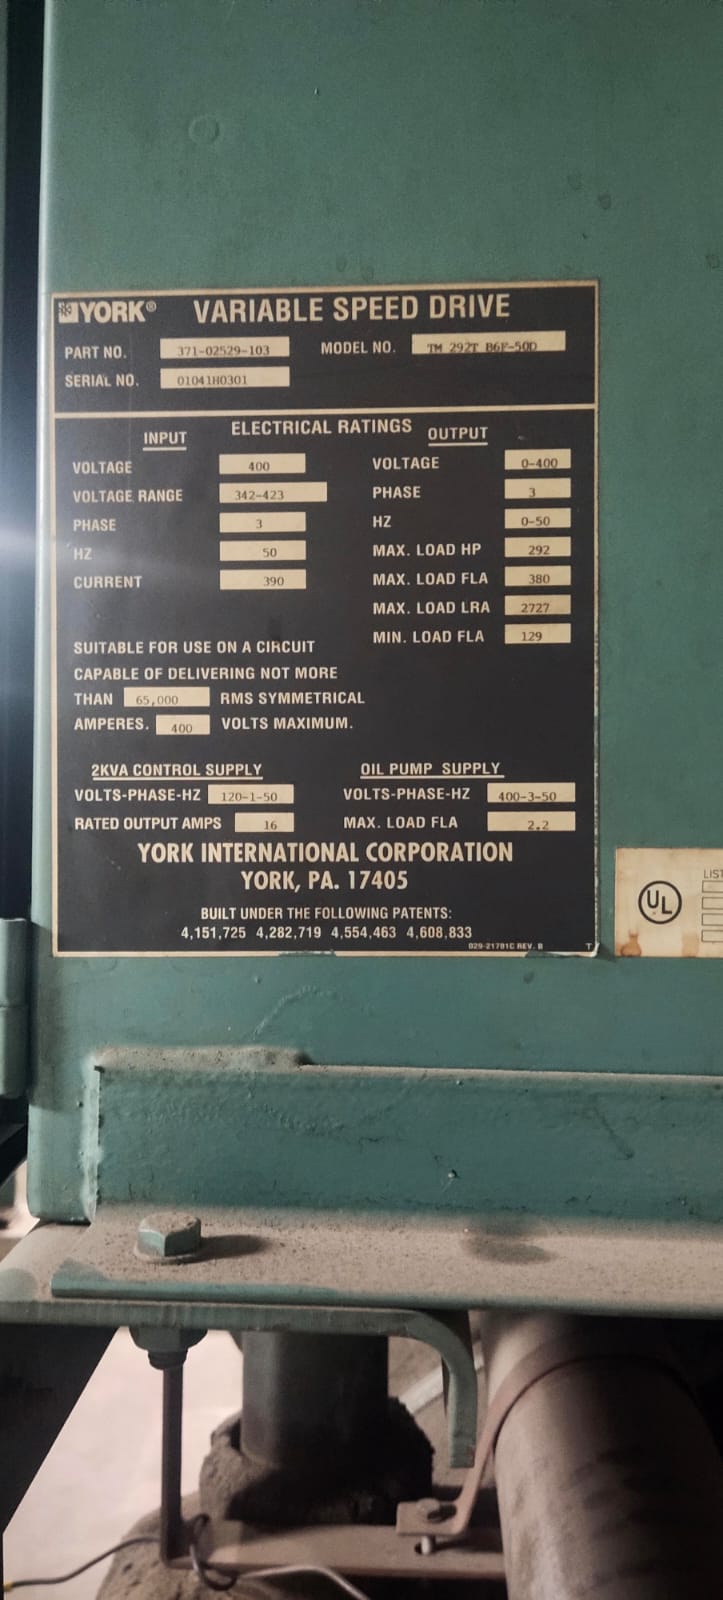 YORK® VARIABLE SPEED DRIVE
PART NO. 371-02529-103 MODEL NO. TM 292T B6F-50D
SERIAL NO. 01041H0301
ELECTRICAL RATINGS
INPUT OUTPUT
VOLTAGE 400 VOLTAGE 0-400
VOLTAGE RANGE 342-423 PHASE 3
PHASE 3 HZ 0-50
HZ 50 MAX. LOAD HP 292
CURRENT 390 MAX. LOAD FLA 380
MAX. LOAD LRA 2727
MIN. LOAD FLA 129
SUITABLE FOR USE ON A CIRCUIT
CAPABLE OF DELIVERING NOT MORE
THAN 65,000 RMS SYMMETRICAL
AMPERES. 400 VOLTS MAXIMUM.
2KVA CONTROL SUPPLY OIL PUMP SUPPLY
VOLTS-PHASE-HZ 120-1-50 VOLTS-PHASE-HZ 400-3-50
RATED OUTPUT AMPS 16 MAX. LOAD FLA 2.2
YORK INTERNATIONAL CORPORATION
YORK, PA. 17405
BUILT UNDER THE FOLLOWING PATENTS:
4,151,725 4,282,719 4,554,463 4,608,833
029-21781C REV. B T
UL
LIST